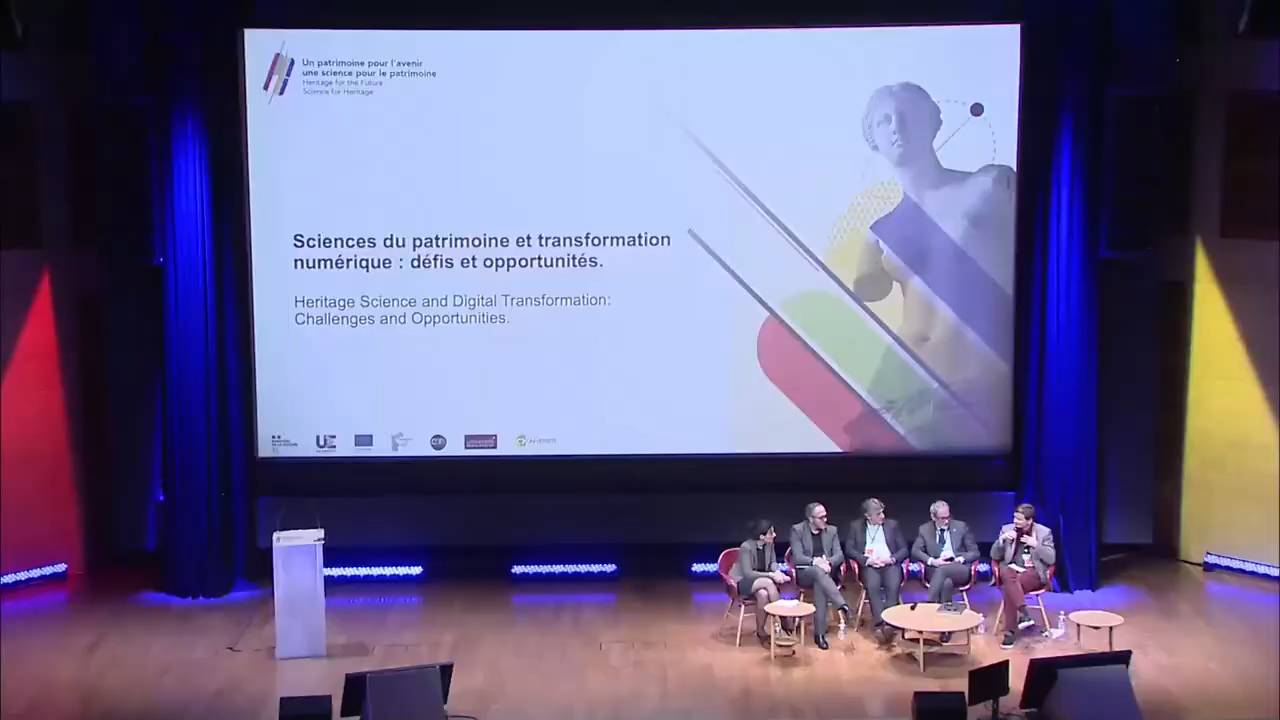 Un patrimoine pour l'avenir
une science pour le patrimoine
Heritage for the Future
Science for Heritage
Sciences du patrimoine et transformation
numérique : défis et opportunités.
Heritage Science and Digital Transformation:
Challenges and Opportunities.